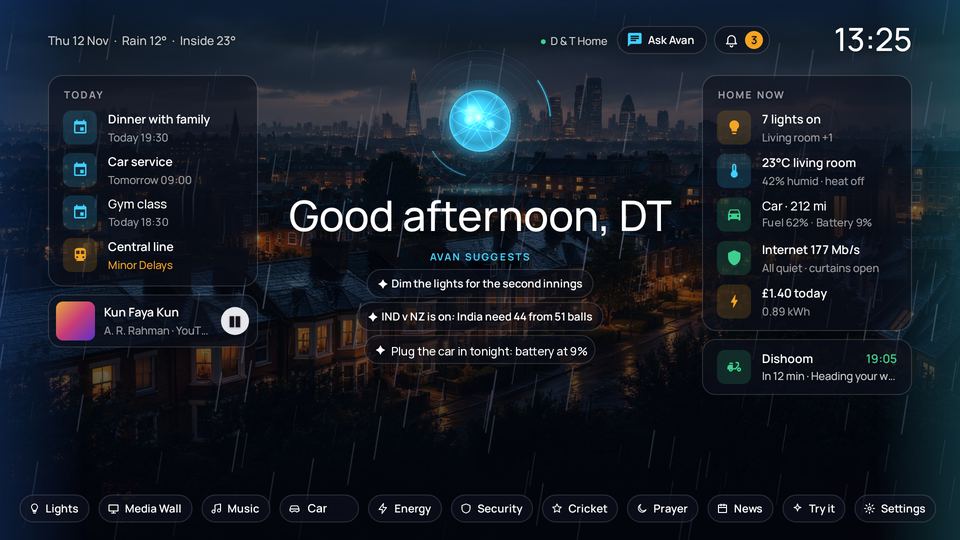 Thu 12 Nov · Rain 12° · Inside 23°
D & T Home
Ask Avan
3
13:25
TODAY
Dinner with family
Today 19:30
Car service
Tomorrow 09:00
Gym class
Today 18:30
Central line
Minor Delays
Kun Faya Kun
A. R. Rahman · YouT...
Good afternoon, DT
AVAN SUGGESTS
Dim the lights for the second innings
IND v NZ is on: India need 44 from 51 balls
Plug the car in tonight: battery at 9%
HOME NOW
7 lights on
Living room +1
23°C living room
42% humid · heat off
Car · 212 mi
Fuel 62% · Battery 9%
Internet 177 Mb/s
All quiet · curtains open
£1.40 today
0.89 kWh
Dishoom 19:05
In 12 min · Heading your w...
Lights
Media Wall
Music
Car
Energy
Security
Cricket
Prayer
News
Try it
Settings